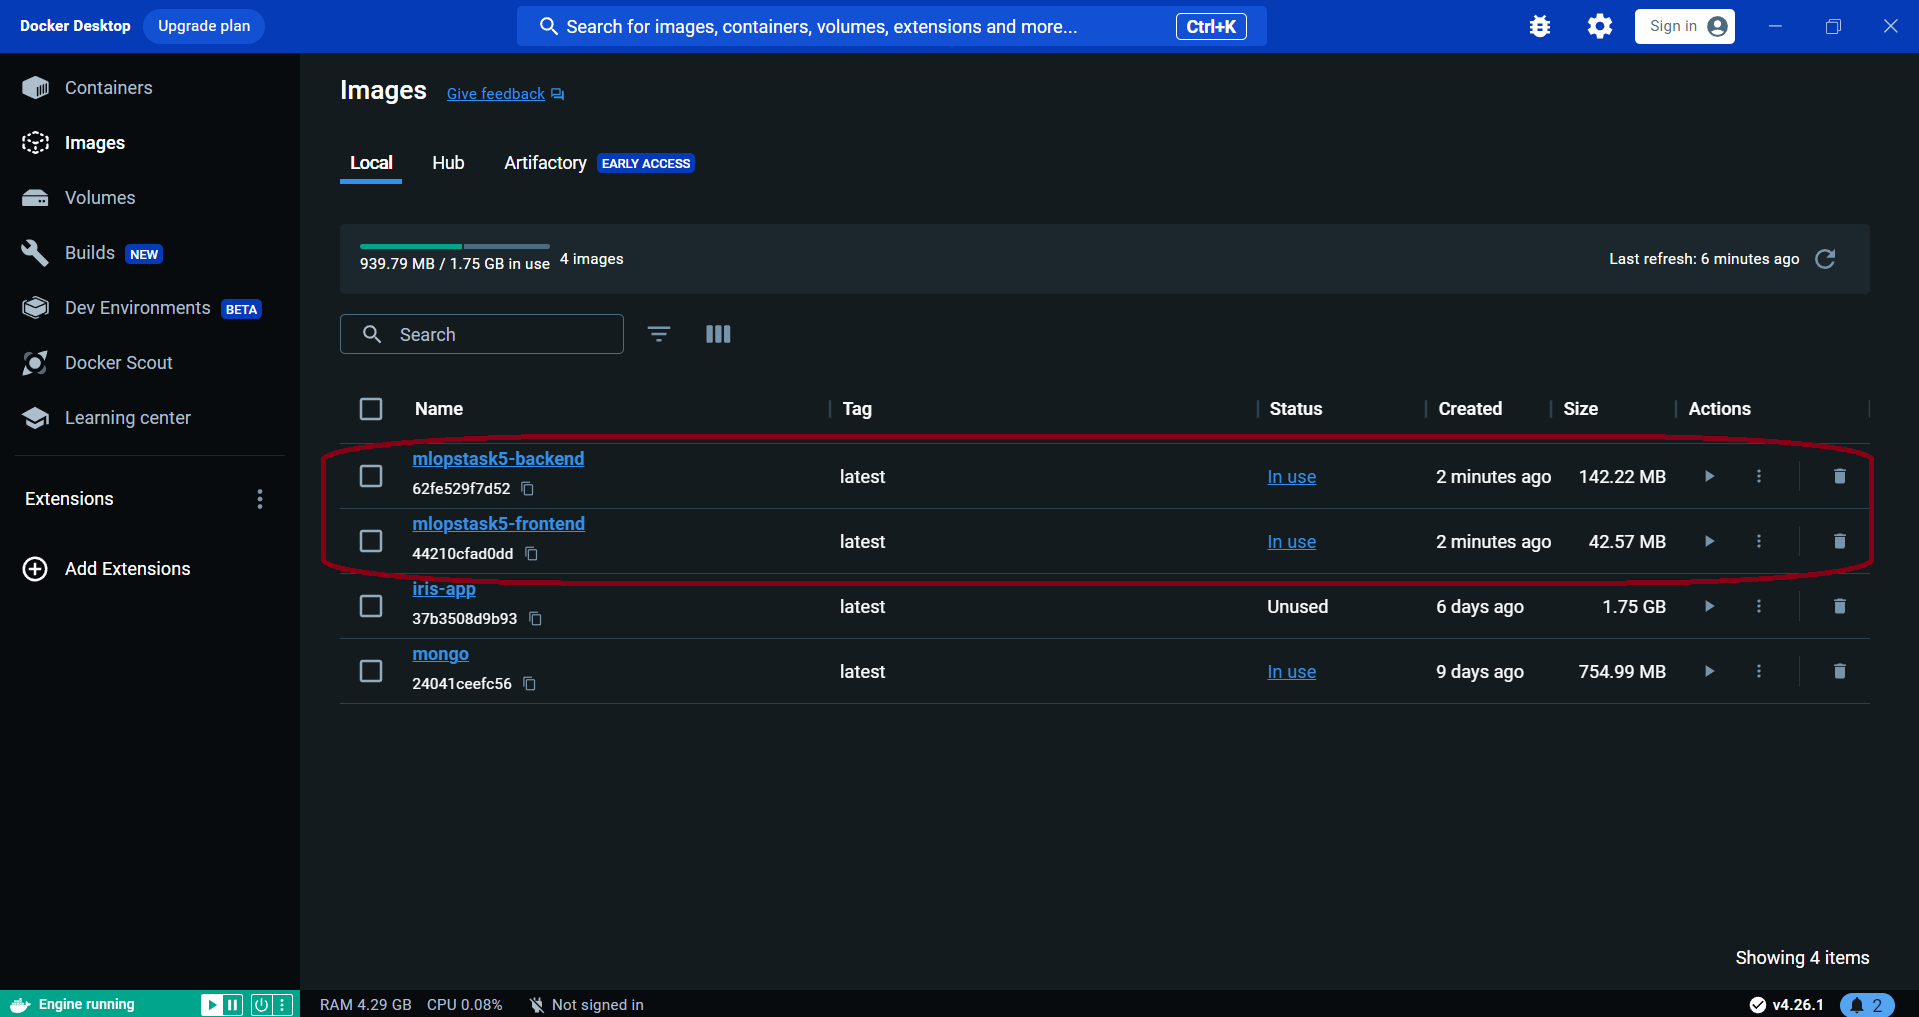 Docker Desktop Upgrade plan Search for images, containers, volumes, extensions and more... Ctrl+K Sign in
Containers
Images
Volumes
Builds NEW
Dev Environments BETA
Docker Scout
Learning center
Extensions
Add Extensions
Images Give feedback
Local Hub Artifactory EARLY ACCESS
939.79 MB / 1.75 GB in use 4 images Last refresh: 6 minutes ago
Search
Name Tag Status Created Size Actions
mlopstask5-backend
62fe529f7d52 latest In use 2 minutes ago 142.22 MB
mlopstask5-frontend
44210cfad0dd latest In use 2 minutes ago 42.57 MB
iris-app
37b3508d9b93 latest Unused 6 days ago 1.75 GB
mongo
24041ceefc56 latest In use 9 days ago 754.99 MB
Showing 4 items
Engine running RAM 4.29 GB CPU 0.08% Not signed in v4.26.1 2